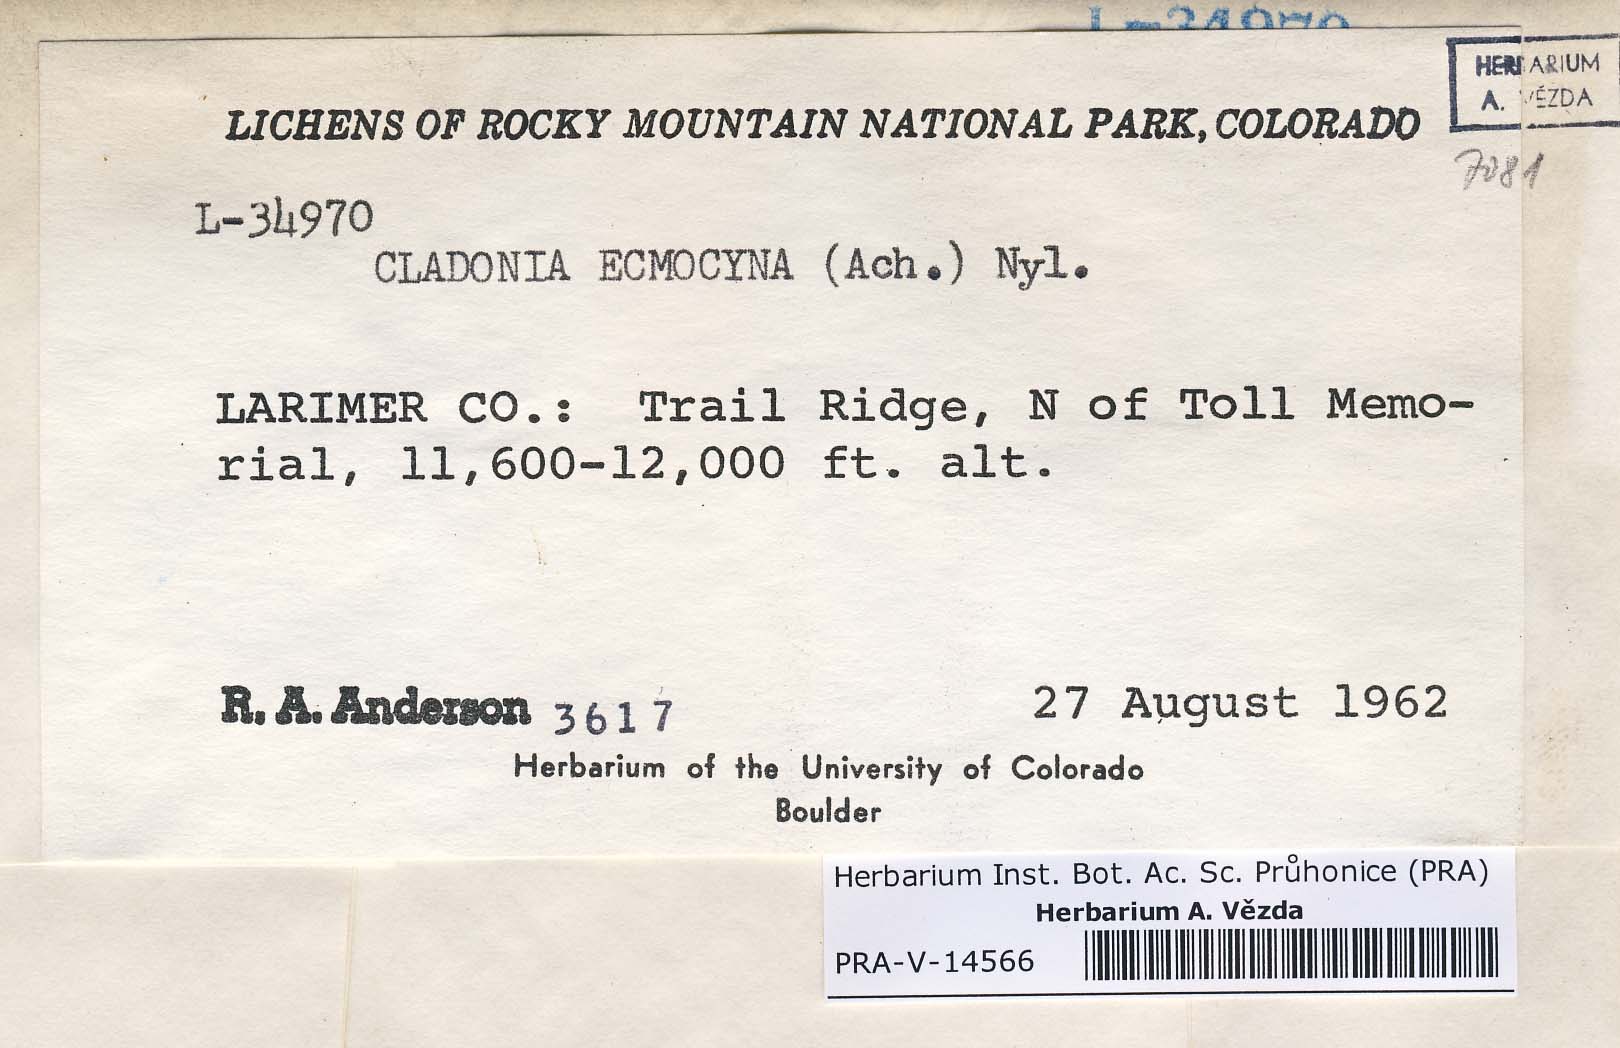 L-34970
HERBARIUM
A. VĚZDA
LICHENS OF ROCKY MOUNTAIN NATIONAL PARK, COLORADO
7081
L-34970
CLADONIA ECMOCYNA (Ach.) Nyl.
LARIMER CO.: Trail Ridge, N of Toll Memo-
rial, 11,600-12,000 ft. alt.
R. A. Anderson 3617 27 August 1962
Herbarium of the University of Colorado
Boulder
Herbarium Inst. Bot. Ac. Sc. Průhonice (PRA)
Herbarium A. Vězda
PRA-V-14566